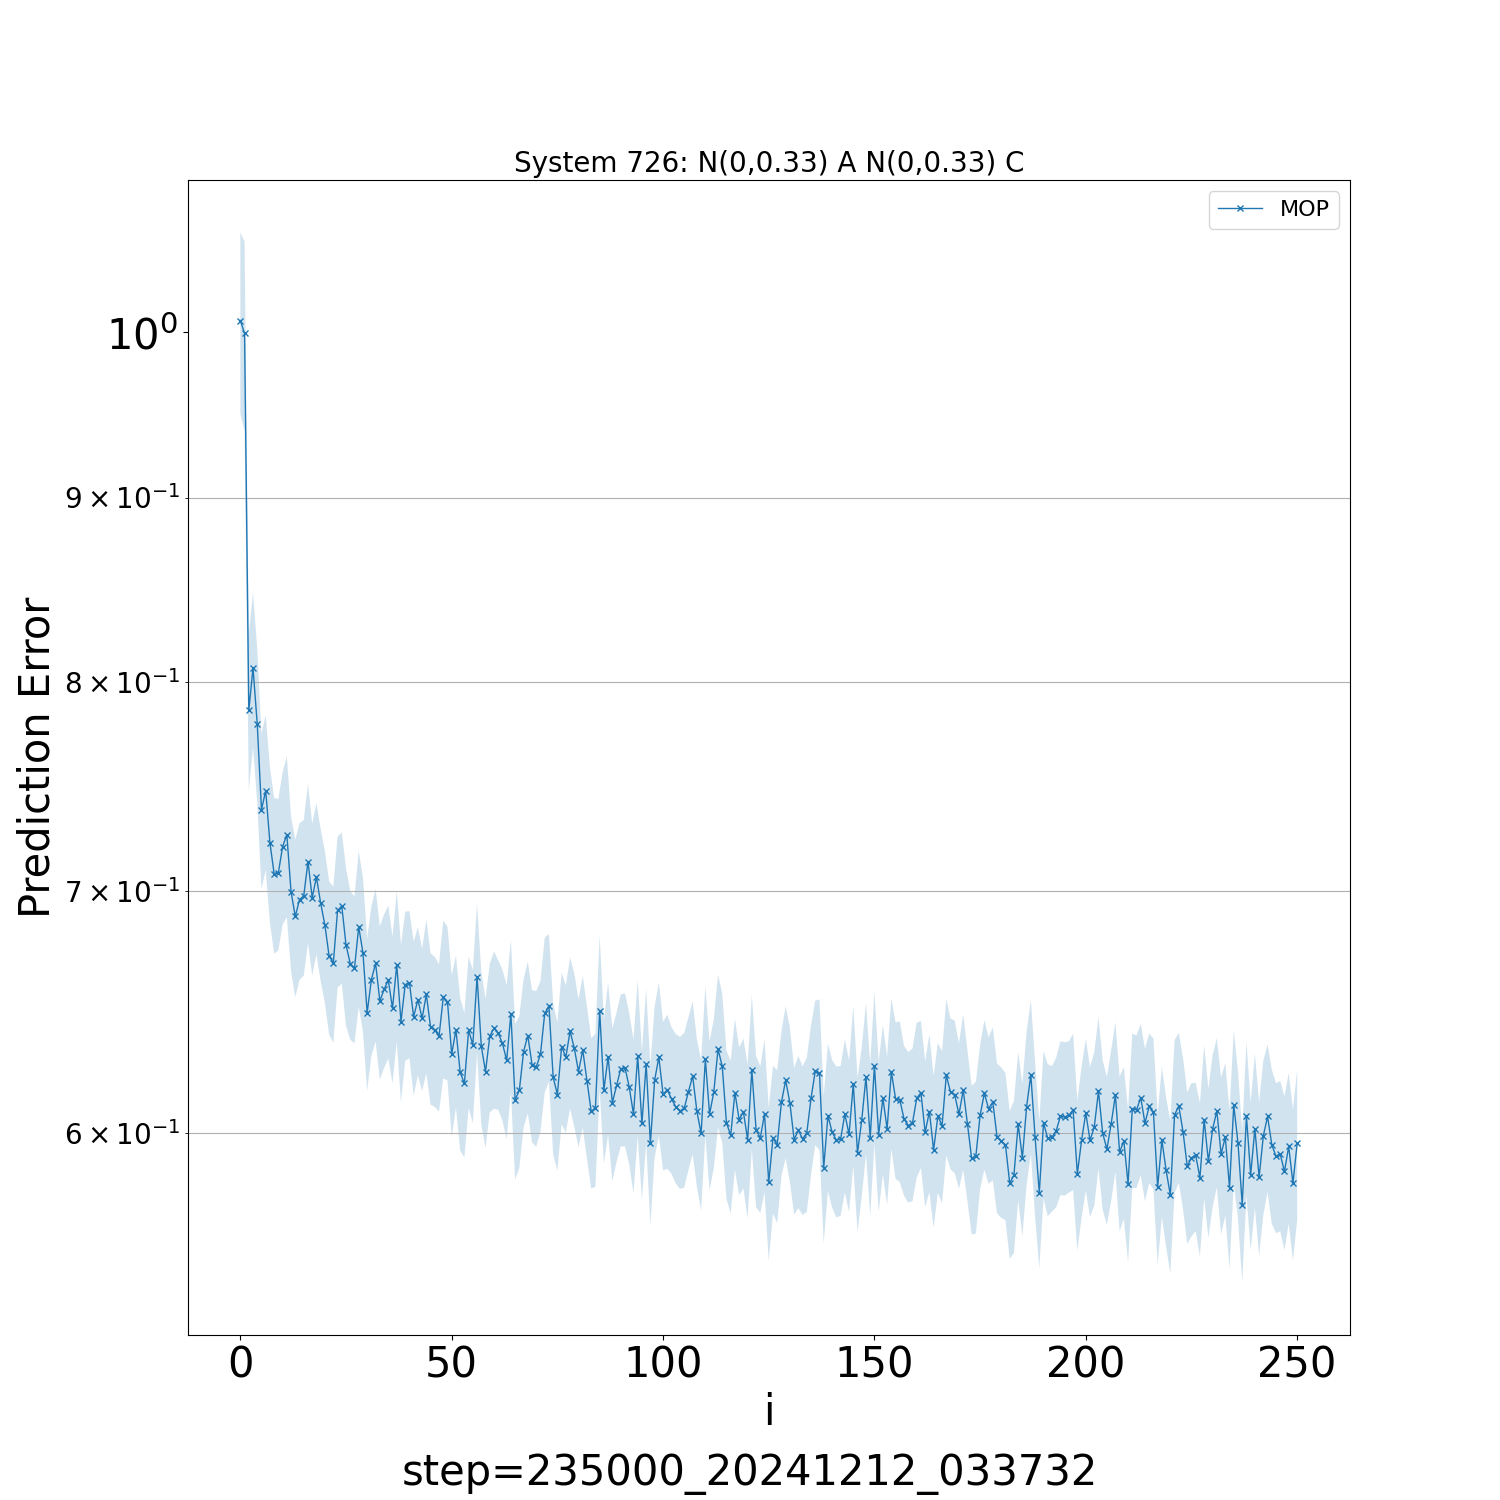 System 726: N(0,0.33) A N(0,0.33) C
MOP
Prediction Error
10⁰
9 × 10⁻¹
8 × 10⁻¹
7 × 10⁻¹
6 × 10⁻¹
0 50 100 150 200 250
i
step=235000_20241212_033732